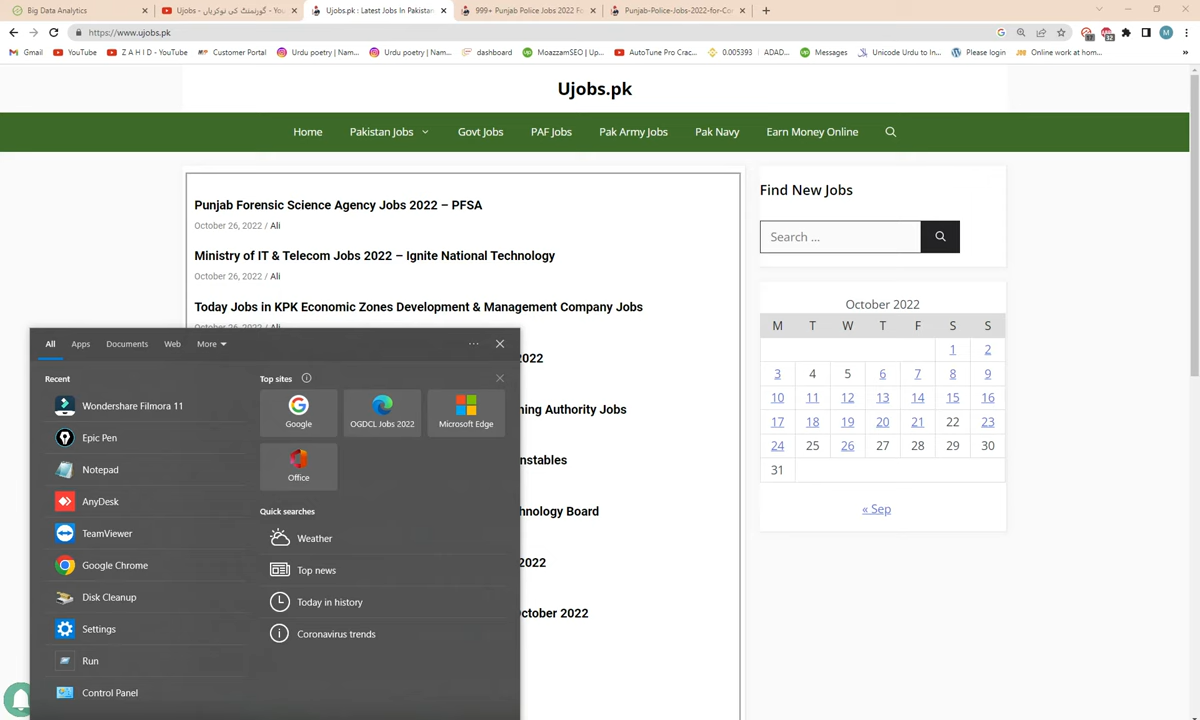 Big Data Analytics
Ujobs - گورنمنٹ کی نوکریاں - You
Ujobs.pk : Latest Jobs In Pakistan
999+ Punjab Police Jobs 2022 Fo
Punjab-Police-Jobs-2022-for-Co
https://www.ujobs.pk
Gmail
YouTube
Z A H I D - YouTube
Customer Portal
Urdu poetry | Nam...
Urdu poetry | Nam...
dashboard
MoazzamSEO | Up...
AutoTune Pro Crac...
0.005393 | ADAD...
Messages
Unicode Urdu to In...
Please login
Online work at hom...
»
Ujobs.pk
Home
Pakistan Jobs
Govt Jobs
PAF Jobs
Pak Army Jobs
Pak Navy
Earn Money Online
Punjab Forensic Science Agency Jobs 2022 – PFSA
October 26, 2022 / Ali
Ministry of IT & Telecom Jobs 2022 – Ignite National Technology
October 26, 2022 / Ali
Today Jobs in KPK Economic Zones Development & Management Company Jobs
October 26, 2022 / Ali
2022
ning Authority Jobs
nstables
hnology Board
2022
ctober 2022
All
Apps
Documents
Web
More
Recent
Wondershare Filmora 11
Epic Pen
Notepad
AnyDesk
TeamViewer
Google Chrome
Disk Cleanup
Settings
Run
Control Panel
Top sites
Google
OGDCL Jobs 2022
Microsoft Edge
Office
Quick searches
Weather
Top news
Today in history
Coronavirus trends
Find New Jobs
Search ...
October 2022
M T W T F S S
1 2
3 4 5 6 7 8 9
10 11 12 13 14 15 16
17 18 19 20 21 22 23
24 25 26 27 28 29 30
31
« Sep